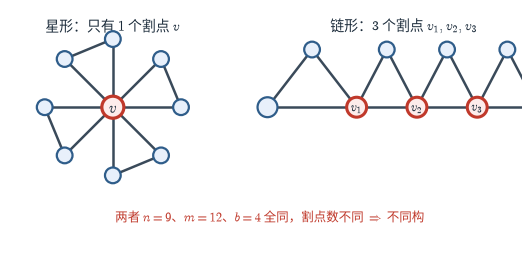 星形：只有 1 个割点 v
链形：3 个割点 v₁, v₂, v₃
v
v₁
v₂
v₃
两者 n = 9、m = 12、b = 4 全同，割点数不同 ⇒ 不同构